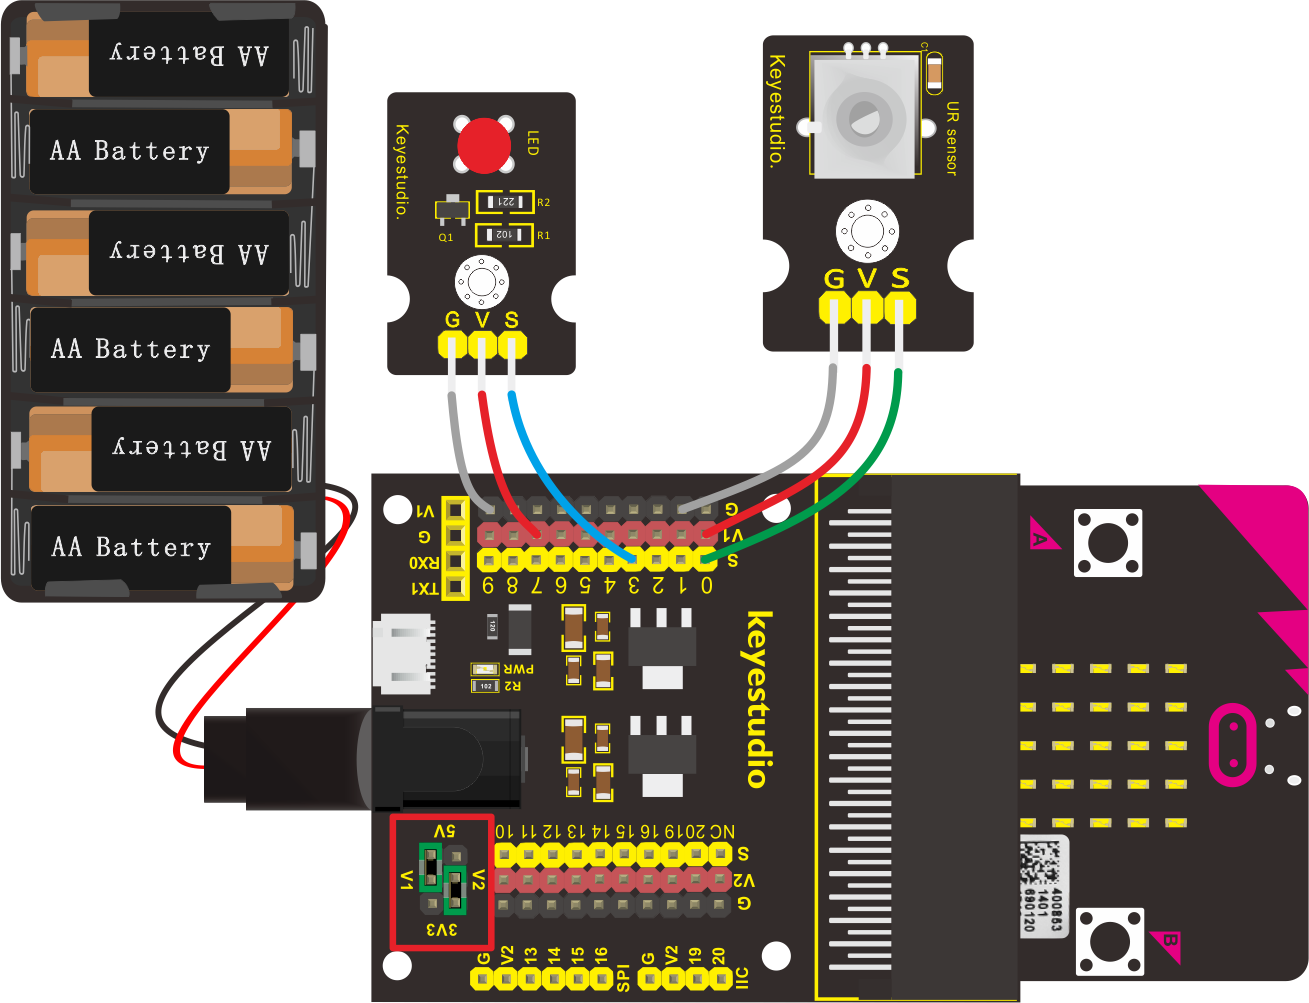 AA Battery
AA Battery
AA Battery
AA Battery
AA Battery
AA Battery
Keyestudio.
LED
221
R2
Q1
102
R1
G V S
Keyestudio.
C1
UR sensor
G V S
V1
G
RX0
TX1
G
V1
S
9 8 7 6 5 4 3 2 1 0
120
PWR
102
R2
keyestudio
5V
V1
V2
3V3
10 11 12 13 14 15 16 19 20 NC
S
V2
G
G V2 13 14 15 16 SPI
G V2 19 20 IIC
A
B
400863
1401
690120